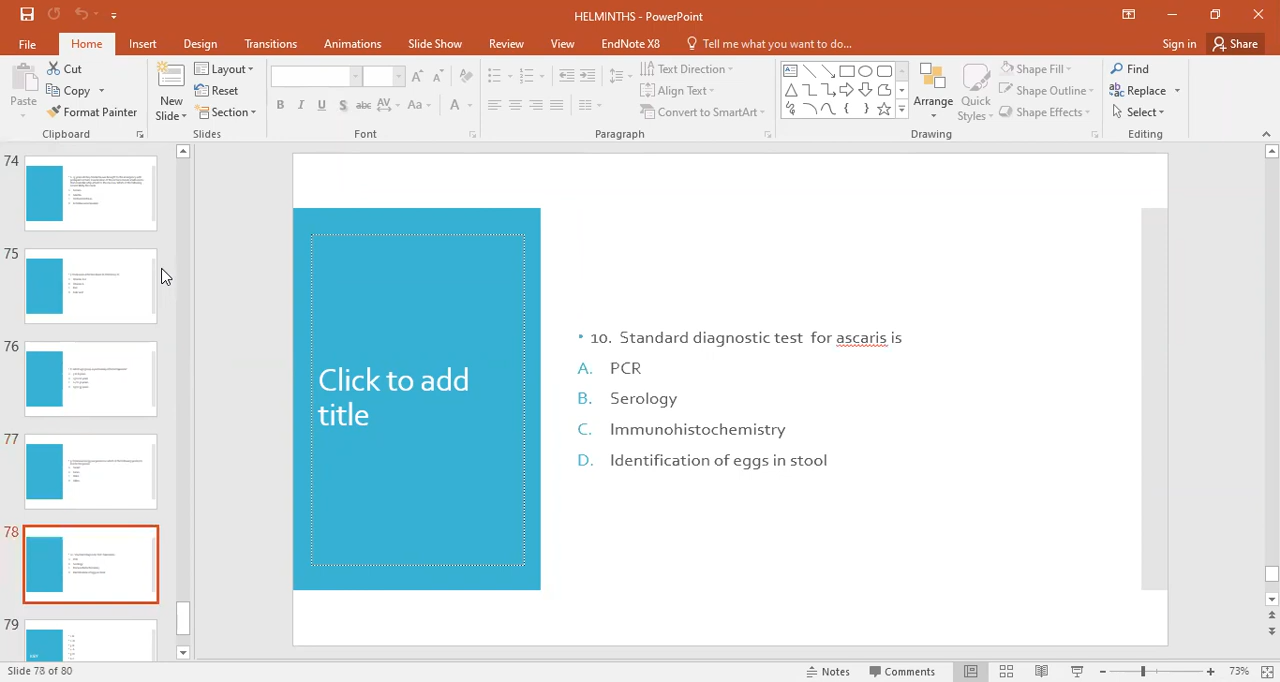 HELMINTHS - PowerPoint
File Home Insert Design Transitions Animations Slide Show Review View EndNote X8 Tell me what you want to do... Sign in Share
Cut Layout Text Direction Shape Fill Find
Paste Copy New Slide Reset Align Text Arrange Quick Styles Shape Outline Replace
Format Painter Section Convert to SmartArt Shape Effects Select
Clipboard Slides Font Paragraph Drawing Editing
74
75
76
77
78
79
Click to add
title
• 10. Standard diagnostic test for ascaris is
A. PCR
B. Serology
C. Immunohistochemistry
D. Identification of eggs in stool
Slide 78 of 80 Notes Comments 73%